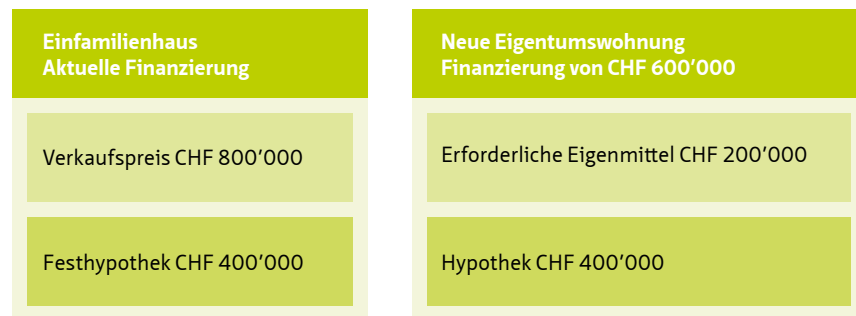 Einfamilienhaus
Aktuelle Finanzierung
Verkaufspreis CHF 800’000
Festhypothek CHF 400’000
Neue Eigentumswohnung
Finanzierung von CHF 600’000
Erforderliche Eigenmittel CHF 200’000
Hypothek CHF 400’000